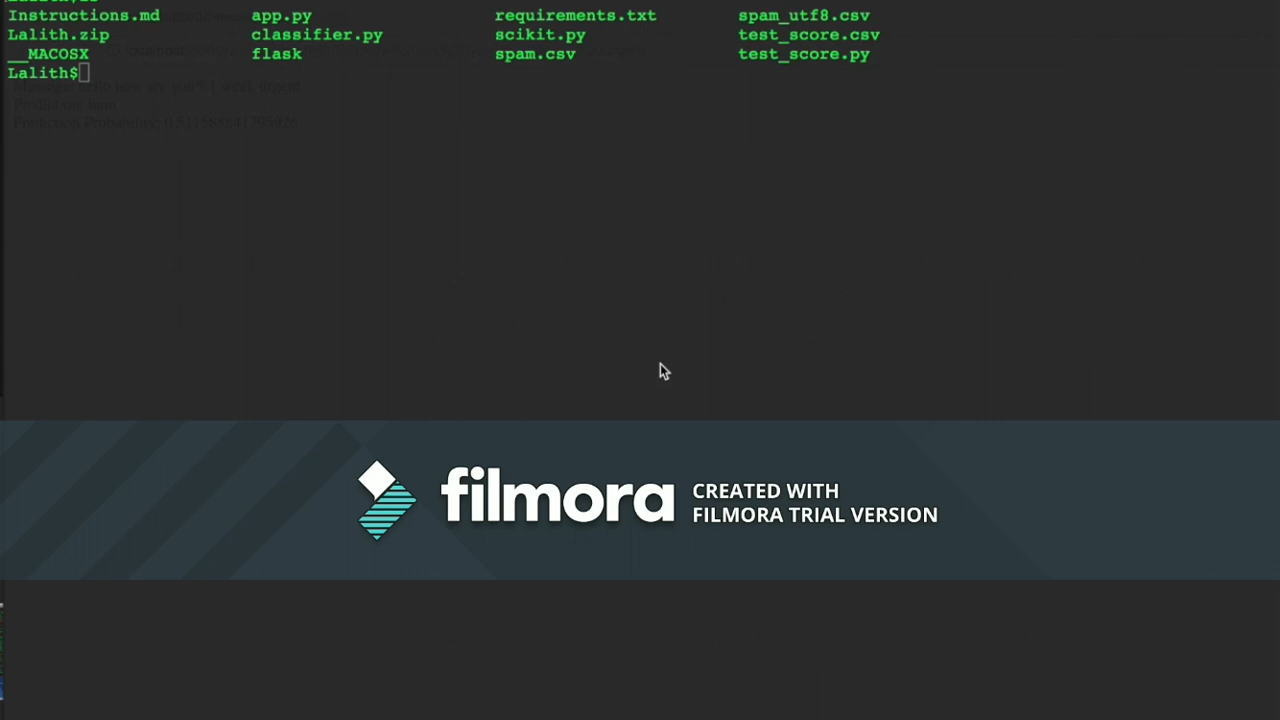 Instructions.md app.py requirements.txt spam_utf8.csv
Lalith.zip classifier.py scikit.py test_score.csv
__MACOSX flask spam.csv test_score.py
Lalith$
filmora
CREATED WITH
FILMORA TRIAL VERSION